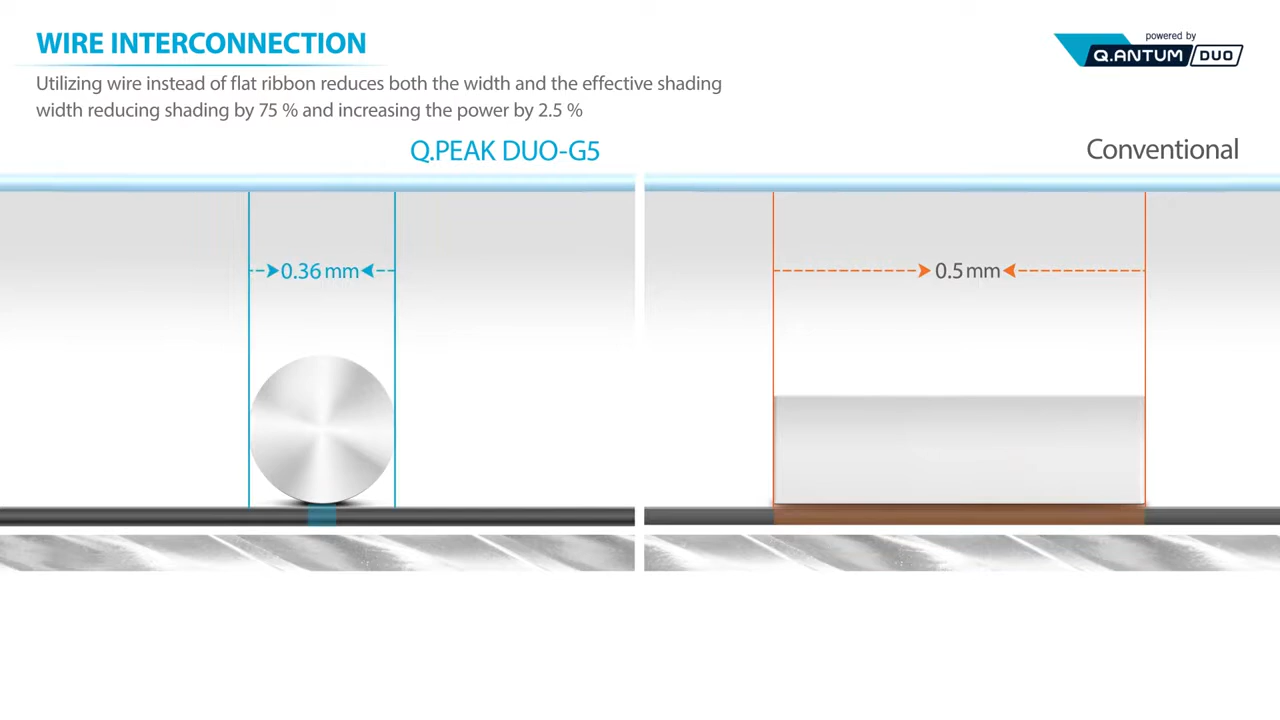 WIRE INTERCONNECTION
powered by
Q.ANTUM DUO
Utilizing wire instead of flat ribbon reduces both the width and the effective shading
width reducing shading by 75 % and increasing the power by 2.5 %
Q.PEAK DUO-G5
Conventional
0.36 mm
0.5 mm